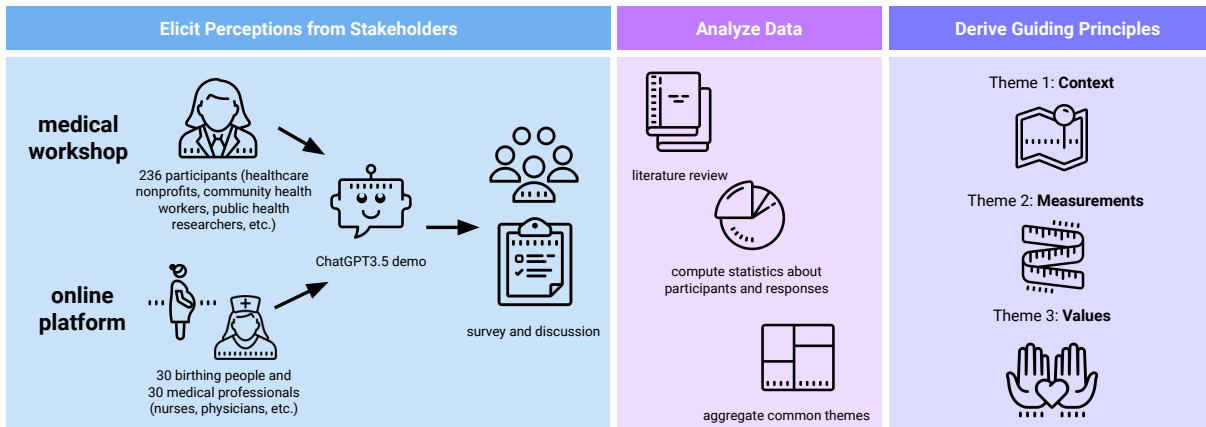 Elicit Perceptions from Stakeholders
Analyze Data
Derive Guiding Principles
medical
workshop
236 participants (healthcare
nonprofits, community health
workers, public health
researchers, etc.)
ChatGPT3.5 demo
online
platform
30 birthing people and
30 medical professionals
(nurses, physicians, etc.)
survey and discussion
literature review
compute statistics about
participants and responses
aggregate common themes
Theme 1: Context
Theme 2: Measurements
Theme 3: Values